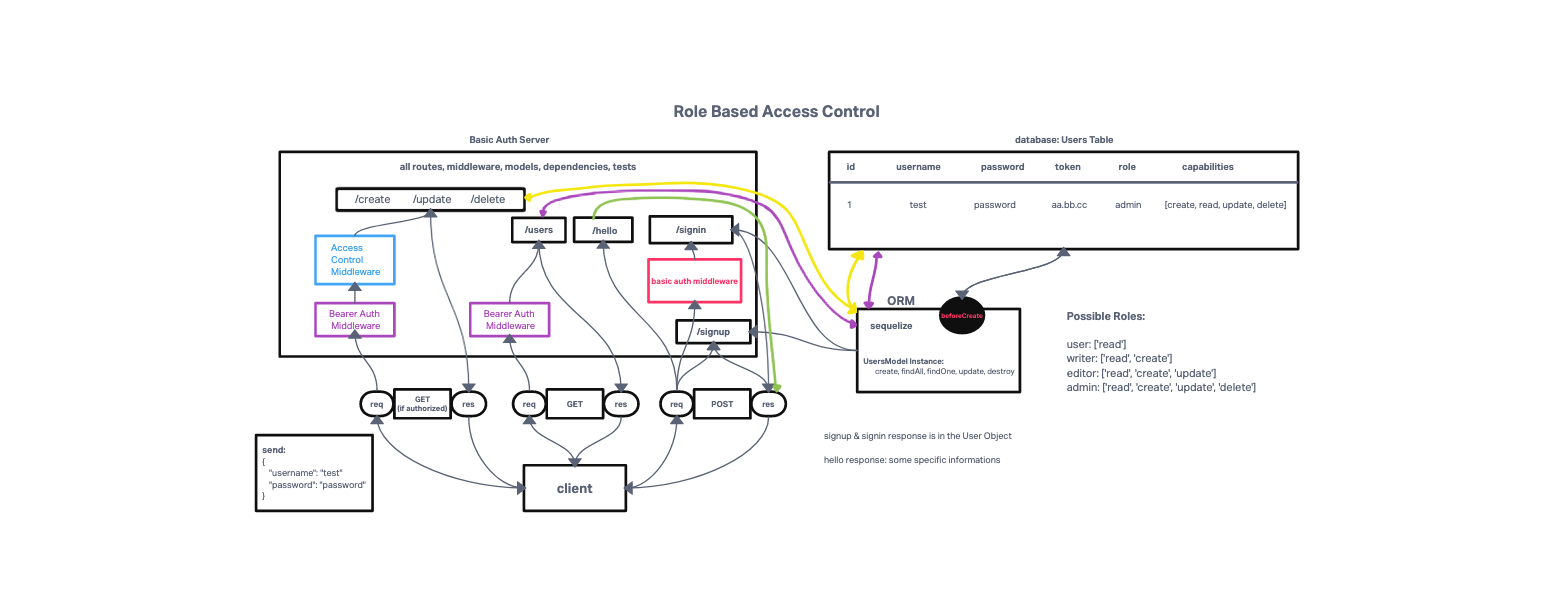 Role Based Access Control
Basic Auth Server
all routes, middleware, models, dependencies, tests
/create /update /delete
/users
/hello
/signin
Access
Control
Middleware
basic auth middleware
Bearer Auth
Middleware
Bearer Auth
Middleware
/signup
req
GET
(if authorized)
res
req
GET
res
req
POST
res
send:
{
"username": "test"
"password": "password"
}
client
database: Users Table
id username password token role capabilities
1 test password aa.bb.cc admin [create, read, update, delete]
ORM
beforeCreate
sequelize
UsersModel Instance:
create, findAll, findOne, update, destroy
Possible Roles:
user: ['read']
writer: ['read', 'create']
editor: ['read', 'create', 'update']
admin: ['read', 'create', 'update', 'delete']
signup & signin response is in the User Object
hello response: some specific informations